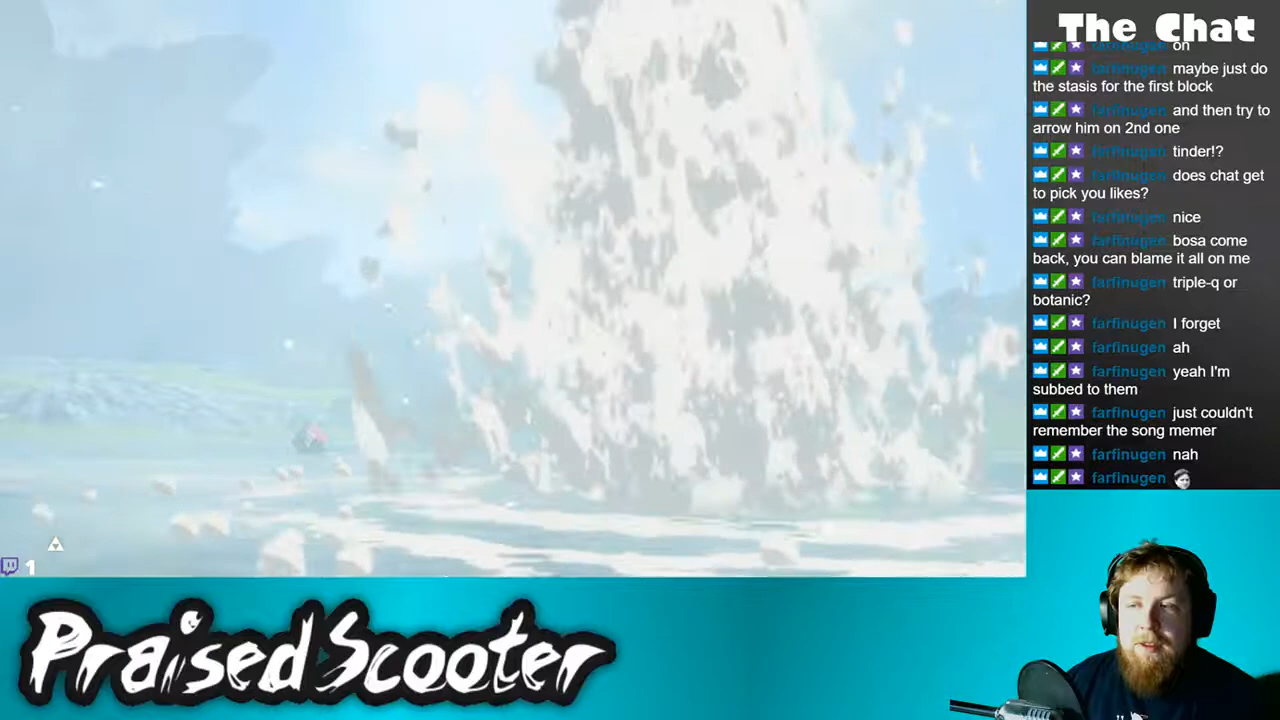 The Chat
farfinugen on
farfinugen maybe just do
the stasis for the first block
farfinugen and then try to
arrow him on 2nd one
farfinugen tinder!?
farfinugen does chat get
to pick you likes?
farfinugen nice
farfinugen bosa come
back, you can blame it all on me
farfinugen triple-q or
botanic?
farfinugen I forget
farfinugen ah
farfinugen yeah I'm
subbed to them
farfinugen just couldn't
remember the song memer
farfinugen nah
farfinugen
1
Praised Scooter